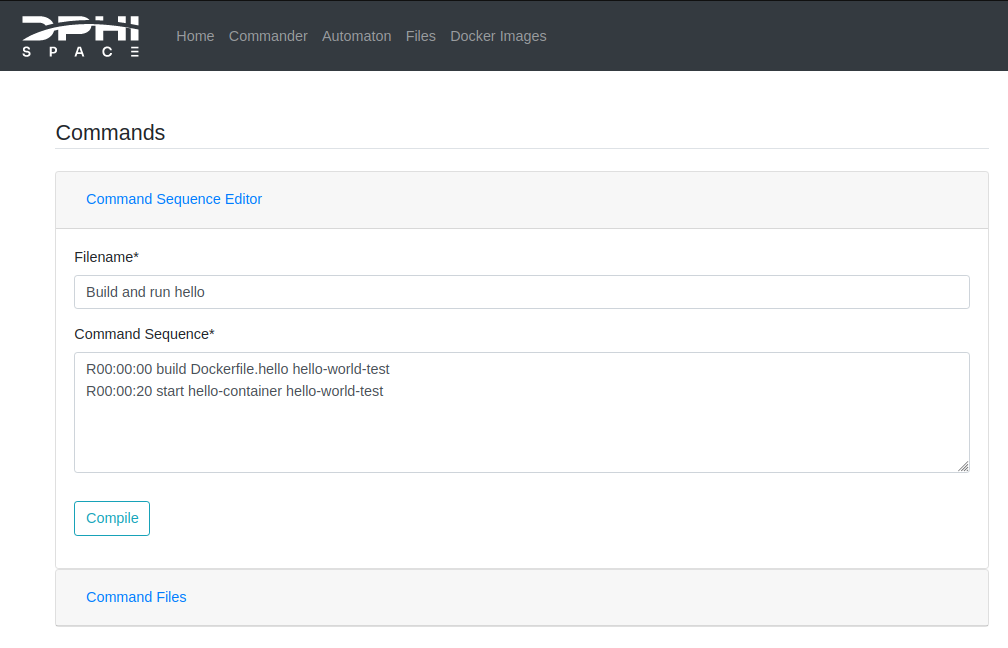 DPHI
SPACE
Home Commander Automaton Files Docker Images
Commands
Command Sequence Editor
Filename*
Build and run hello
Command Sequence*
R00:00:00 build Dockerfile.hello hello-world-test
R00:00:20 start hello-container hello-world-test
Compile
Command Files